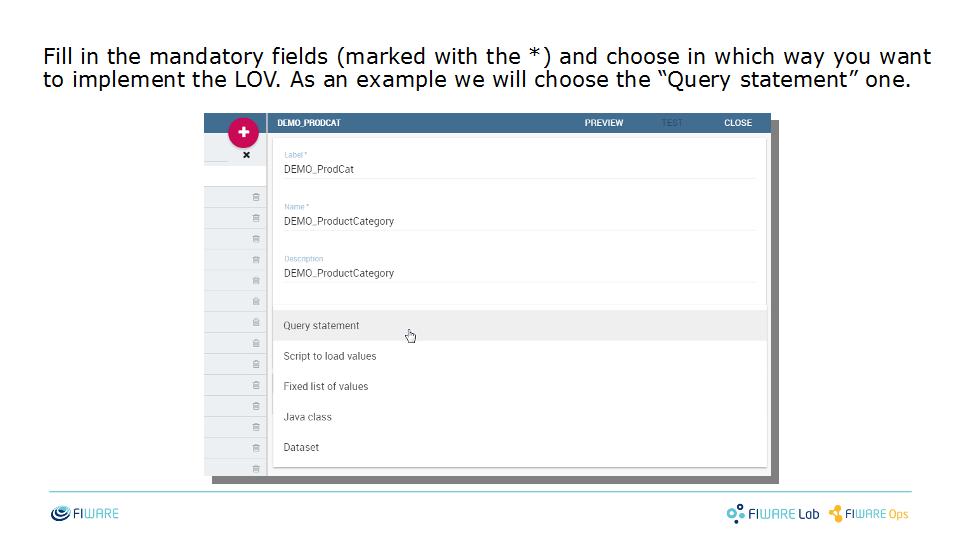 Fill in the mandatory fields (marked with the *) and choose in which way you want
to implement the LOV. As an example we will choose the “Query statement” one.
DEMO_PRODCAT PREVIEW TEST CLOSE
Label *
DEMO_ProdCat
Name *
DEMO_ProductCategory
Description
DEMO_ProductCategory
Query statement
Script to load values
Fixed list of values
Java class
Dataset
FIWARE FIWARE Lab FIWARE Ops